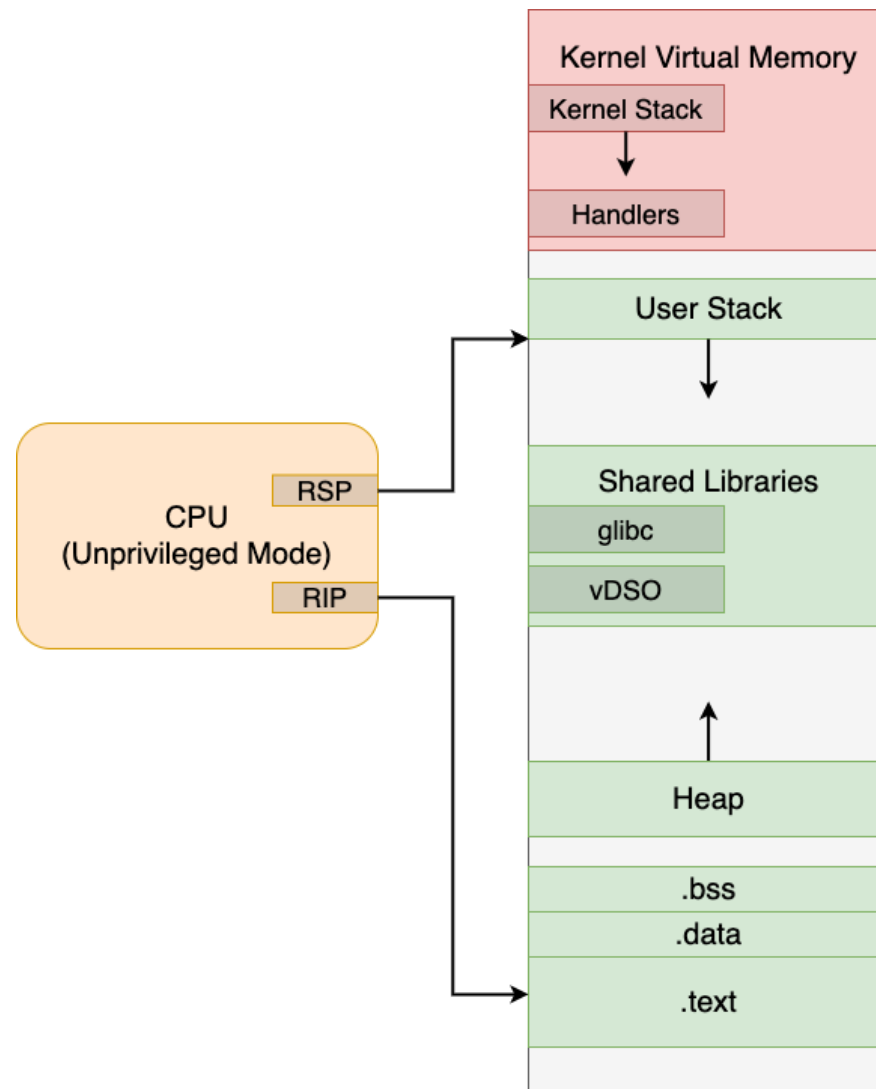 Kernel Virtual Memory
Kernel Stack
Handlers
User Stack
CPU
(Unprivileged Mode)
RSP
RIP
Shared Libraries
glibc
vDSO
Heap
.bss
.data
.text